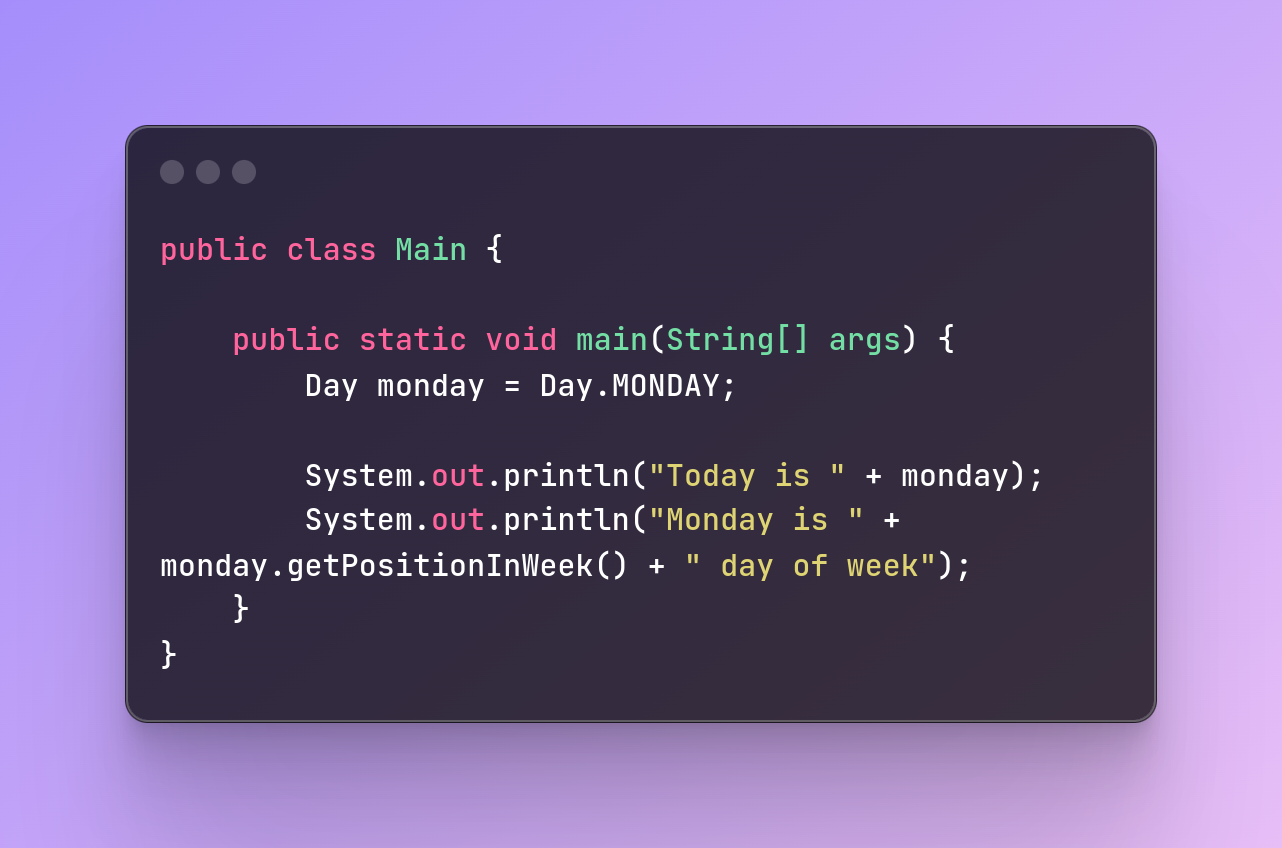 public class Main {
    public static void main(String[] args) {
        Day monday = Day.MONDAY;
        System.out.println("Today is " + monday);
        System.out.println("Monday is " +
monday.getPositionInWeek() + " day of week");
    }
}